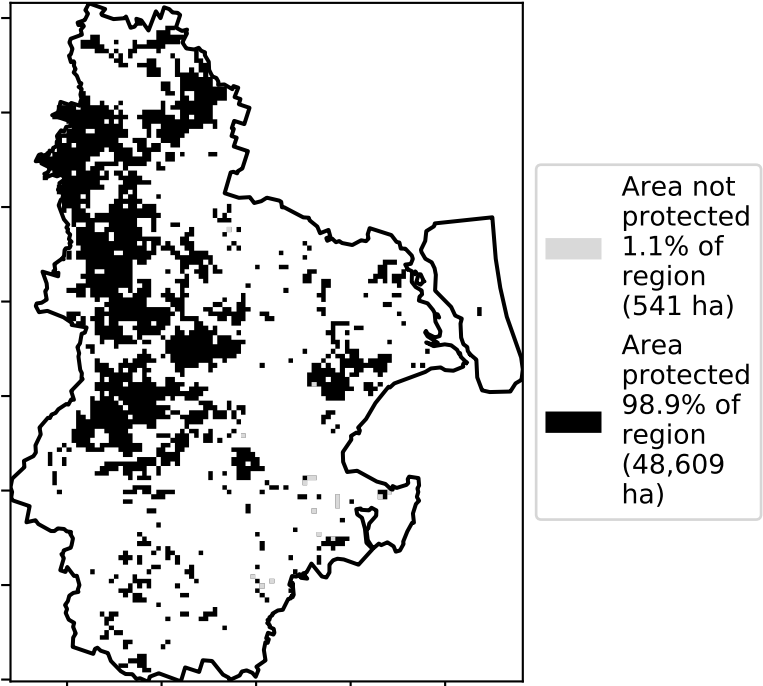 Area not
protected
1.1% of
region
(541 ha)
Area
protected
98.9% of
region
(48,609
ha)